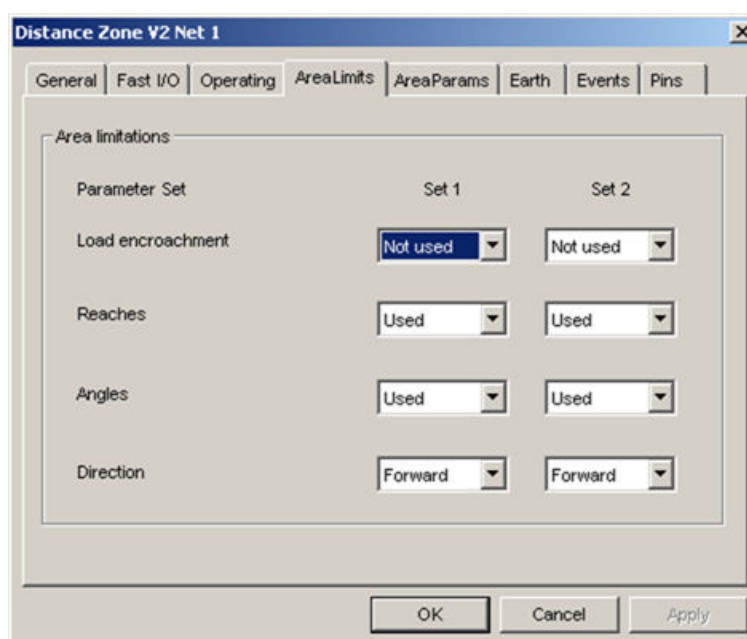 Distance Zone V2 Net 1
General Fast I/O Operating AreaLimits AreaParams Earth Events Pins
Area limitations
Parameter Set Set 1 Set 2
Load encroachment Not used Not used
Reaches Used Used
Angles Used Used
Direction Forward Forward
OK Cancel Apply